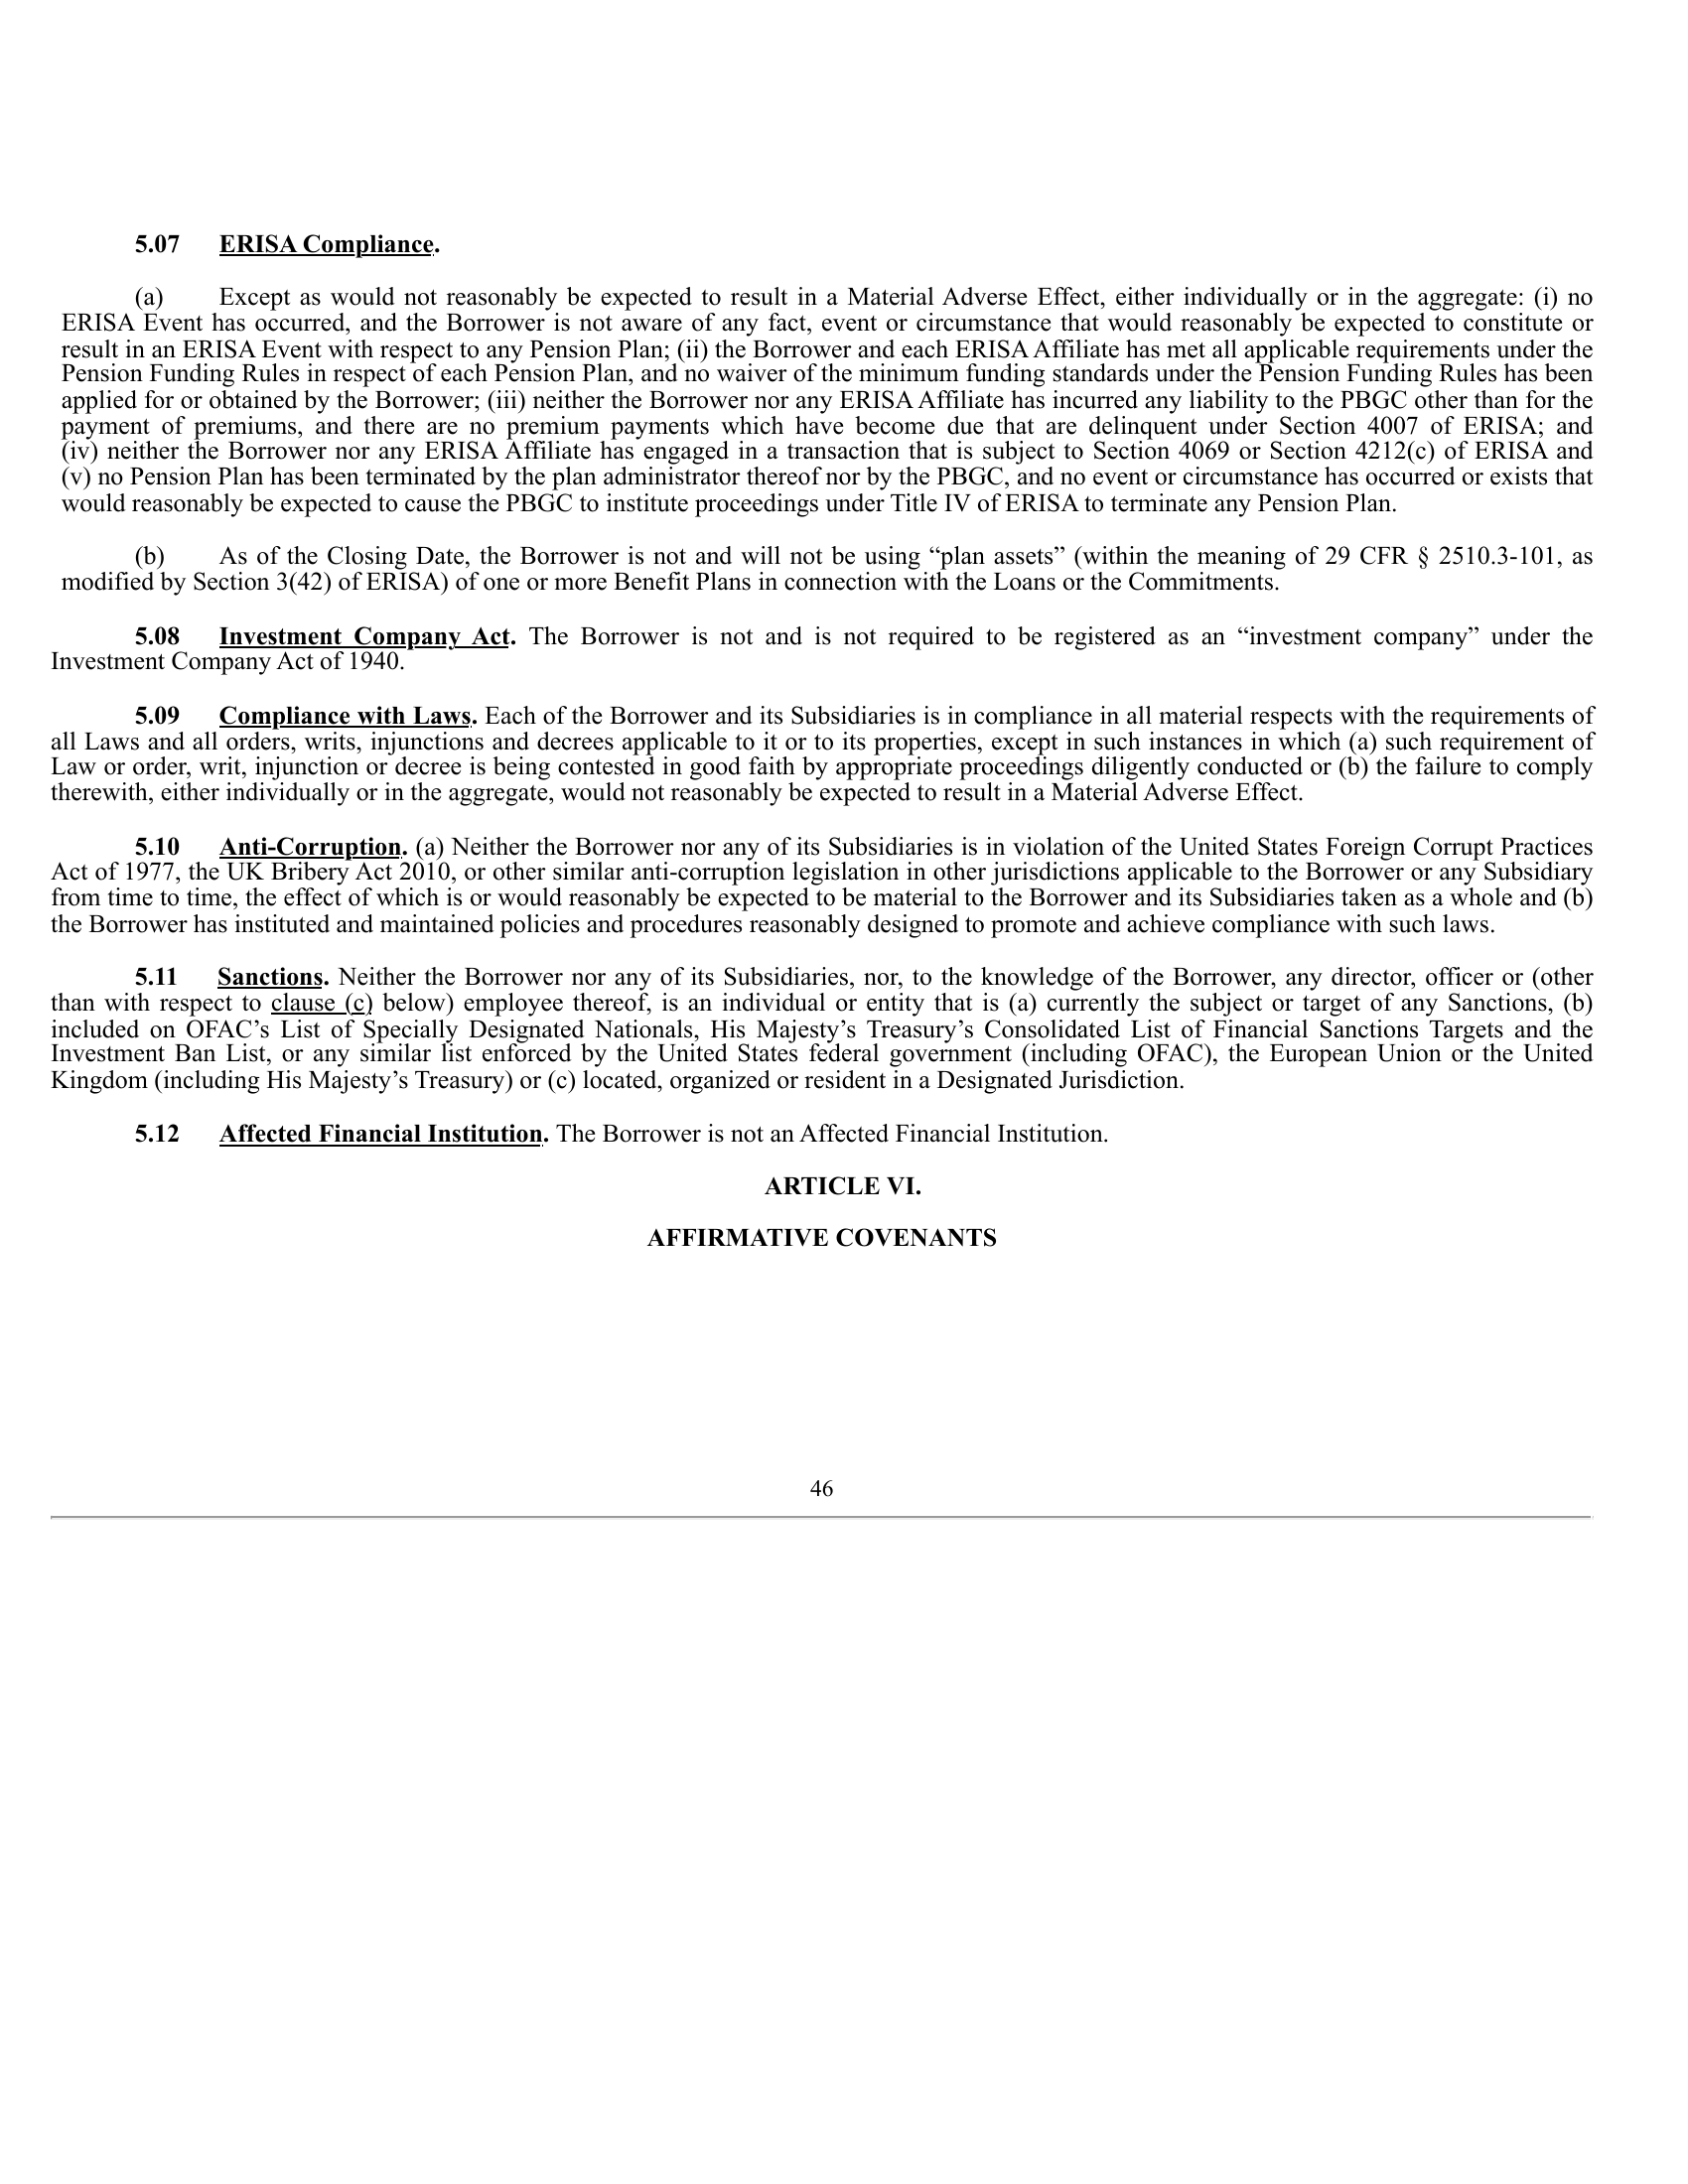 5.07 ERISA Compliance.
(a) Except as would not reasonably be expected to result in a Material Adverse Effect, either individually or in the aggregate: (i) no
ERISA Event has occurred, and the Borrower is not aware of any fact, event or circumstance that would reasonably be expected to constitute or
result in an ERISA Event with respect to any Pension Plan; (ii) the Borrower and each ERISA Affiliate has met all applicable requirements under the
Pension Funding Rules in respect of each Pension Plan, and no waiver of the minimum funding standards under the Pension Funding Rules has been
applied for or obtained by the Borrower; (iii) neither the Borrower nor any ERISA Affiliate has incurred any liability to the PBGC other than for the
payment of premiums, and there are no premium payments which have become due that are delinquent under Section 4007 of ERISA; and
(iv) neither the Borrower nor any ERISA Affiliate has engaged in a transaction that is subject to Section 4069 or Section 4212(c) of ERISA and
(v) no Pension Plan has been terminated by the plan administrator thereof nor by the PBGC, and no event or circumstance has occurred or exists that
would reasonably be expected to cause the PBGC to institute proceedings under Title IV of ERISA to terminate any Pension Plan.
(b) As of the Closing Date, the Borrower is not and will not be using “plan assets” (within the meaning of 29 CFR § 2510.3-101, as
modified by Section 3(42) of ERISA) of one or more Benefit Plans in connection with the Loans or the Commitments.
5.08 Investment Company Act. The Borrower is not and is not required to be registered as an “investment company” under the
Investment Company Act of 1940.
5.09 Compliance with Laws. Each of the Borrower and its Subsidiaries is in compliance in all material respects with the requirements of
all Laws and all orders, writs, injunctions and decrees applicable to it or to its properties, except in such instances in which (a) such requirement of
Law or order, writ, injunction or decree is being contested in good faith by appropriate proceedings diligently conducted or (b) the failure to comply
therewith, either individually or in the aggregate, would not reasonably be expected to result in a Material Adverse Effect.
5.10 Anti-Corruption. (a) Neither the Borrower nor any of its Subsidiaries is in violation of the United States Foreign Corrupt Practices
Act of 1977, the UK Bribery Act 2010, or other similar anti-corruption legislation in other jurisdictions applicable to the Borrower or any Subsidiary
from time to time, the effect of which is or would reasonably be expected to be material to the Borrower and its Subsidiaries taken as a whole and (b)
the Borrower has instituted and maintained policies and procedures reasonably designed to promote and achieve compliance with such laws.
5.11 Sanctions. Neither the Borrower nor any of its Subsidiaries, nor, to the knowledge of the Borrower, any director, officer or (other
than with respect to clause (c) below) employee thereof, is an individual or entity that is (a) currently the subject or target of any Sanctions, (b)
included on OFAC’s List of Specially Designated Nationals, His Majesty’s Treasury’s Consolidated List of Financial Sanctions Targets and the
Investment Ban List, or any similar list enforced by the United States federal government (including OFAC), the European Union or the United
Kingdom (including His Majesty’s Treasury) or (c) located, organized or resident in a Designated Jurisdiction.
5.12 Affected Financial Institution. The Borrower is not an Affected Financial Institution.
ARTICLE VI.
AFFIRMATIVE COVENANTS
46